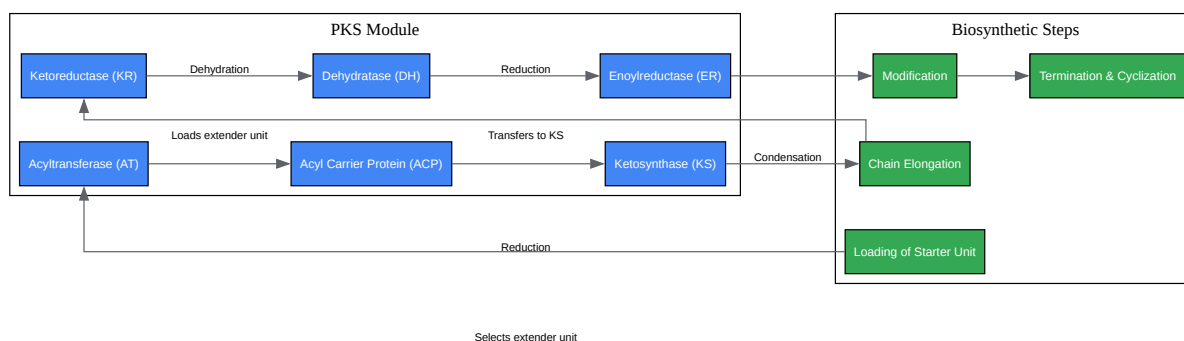 PKS Module
Biosynthetic Steps
Ketoreductase (KR)
Dehydration
Dehydratase (DH)
Reduction
Enoylreductase (ER)
Modification
Termination & Cyclization
Loads extender unit
Transfers to KS
Acyltransferase (AT)
Acyl Carrier Protein (ACP)
Ketosynthase (KS)
Condensation
Chain Elongation
Reduction
Loading of Starter Unit
Selects extender unit